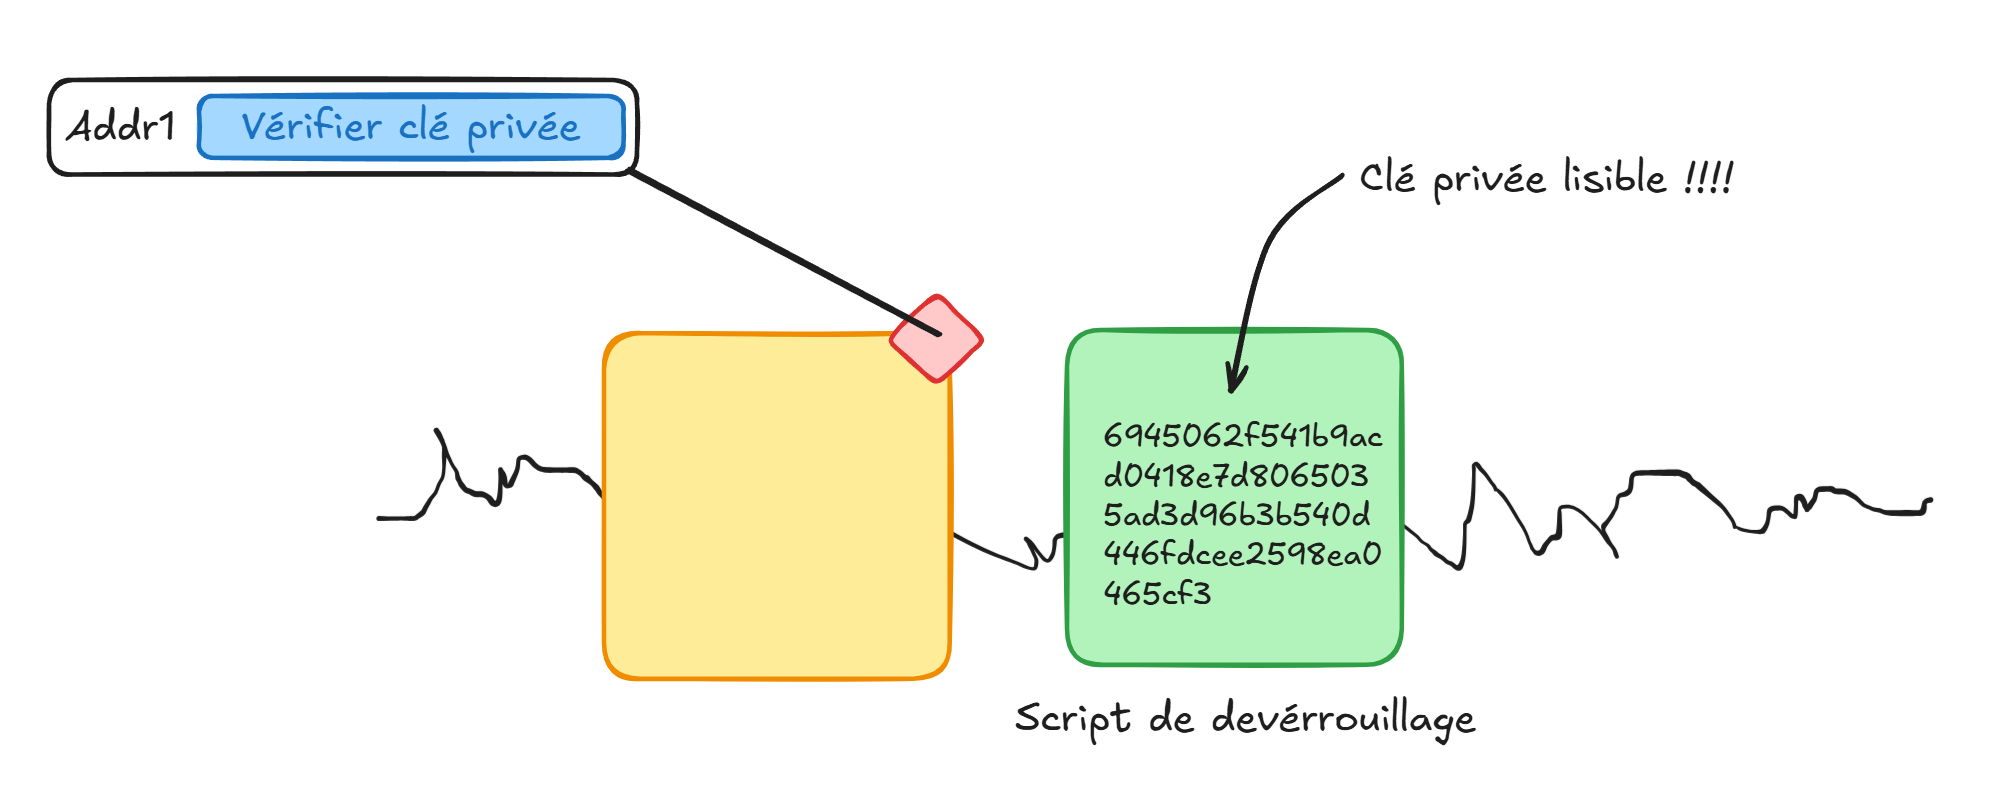 Addr1
Vérifier clé privée
Clé privée lisible !!!!
6945062f541b9ac
d0418e7d806503
5ad3d96b3b540d
446fdcee2598ea0
465cf3
Script de devérrouillage